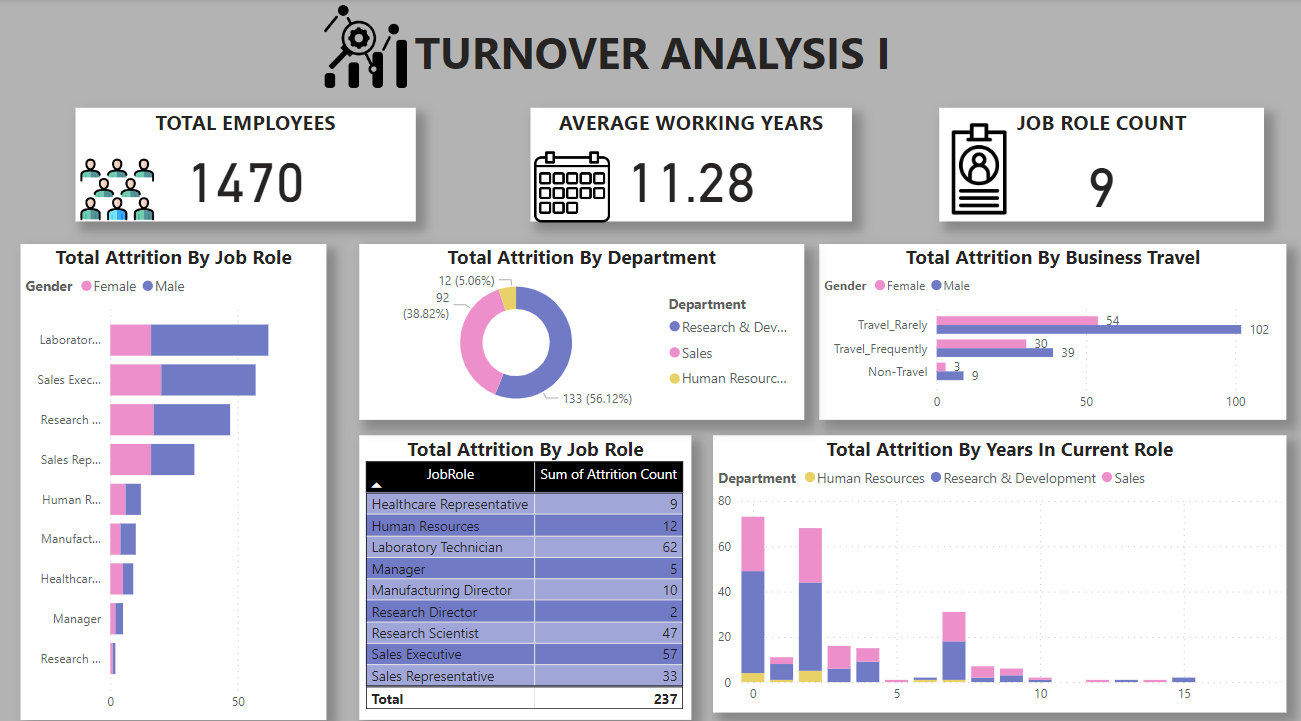 TURNOVER ANALYSIS I
TOTAL EMPLOYEES
1470
AVERAGE WORKING YEARS
11.28
JOB ROLE COUNT
9
Total Attrition By Job Role
Gender Female Male
Laborator...
Sales Exec...
Research ...
Sales Rep...
Human R...
Manufact...
Healthcar...
Manager
Research ...
0 50
Total Attrition By Department
12 (5.06%)
92
(38.82%)
133 (56.12%)
Department
Research & Dev...
Sales
Human Resourc...
Total Attrition By Business Travel
Gender Female Male
Travel_Rarely 54 102
Travel_Frequently 30 39
Non-Travel 3 9
0 50 100
Total Attrition By Job Role
JobRole Sum of Attrition Count
Healthcare Representative 9
Human Resources 12
Laboratory Technician 62
Manager 5
Manufacturing Director 10
Research Director 2
Research Scientist 47
Sales Executive 57
Sales Representative 33
Total 237
Total Attrition By Years In Current Role
Department Human Resources Research & Development Sales
80
60
40
20
0
0 5 10 15